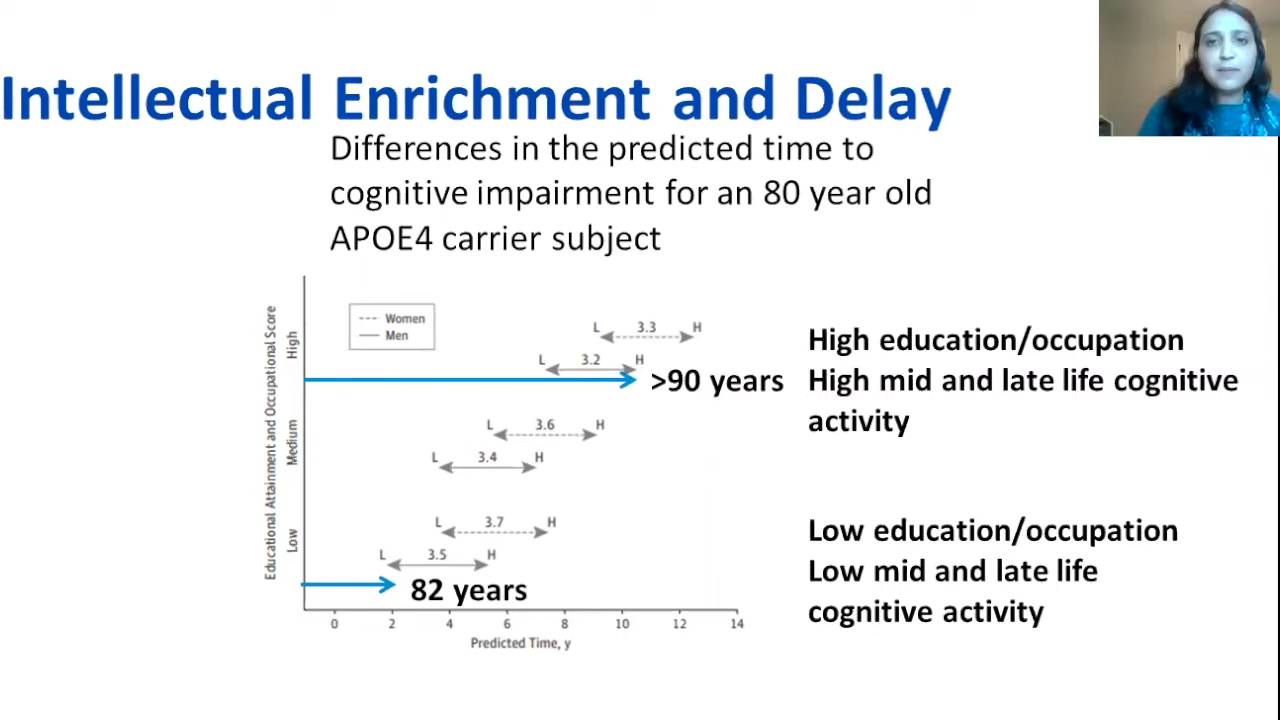 Intellectual Enrichment and Delay
Differences in the predicted time to
cognitive impairment for an 80 year old
APOE4 carrier subject
Educational Attainment and Occupational Score
High
Medium
Low
Women
Men
L 3.3 H
L 3.2 H
>90 years
L 3.6 H
L 3.4 H
L 3.7 H
L 3.5 H
82 years
0 2 4 6 8 10 12 14
Predicted Time, y
High education/occupation
High mid and late life cognitive
activity
Low education/occupation
Low mid and late life
cognitive activity